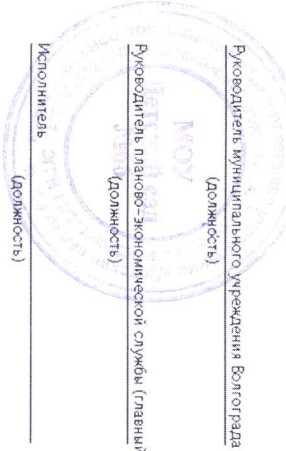 Руководитель муниципального учреждения Волгограда
(должность)
Руководитель планово-экономической службы (главный
(должность)
Исполнитель
(должность)
МОУ
Детский сад